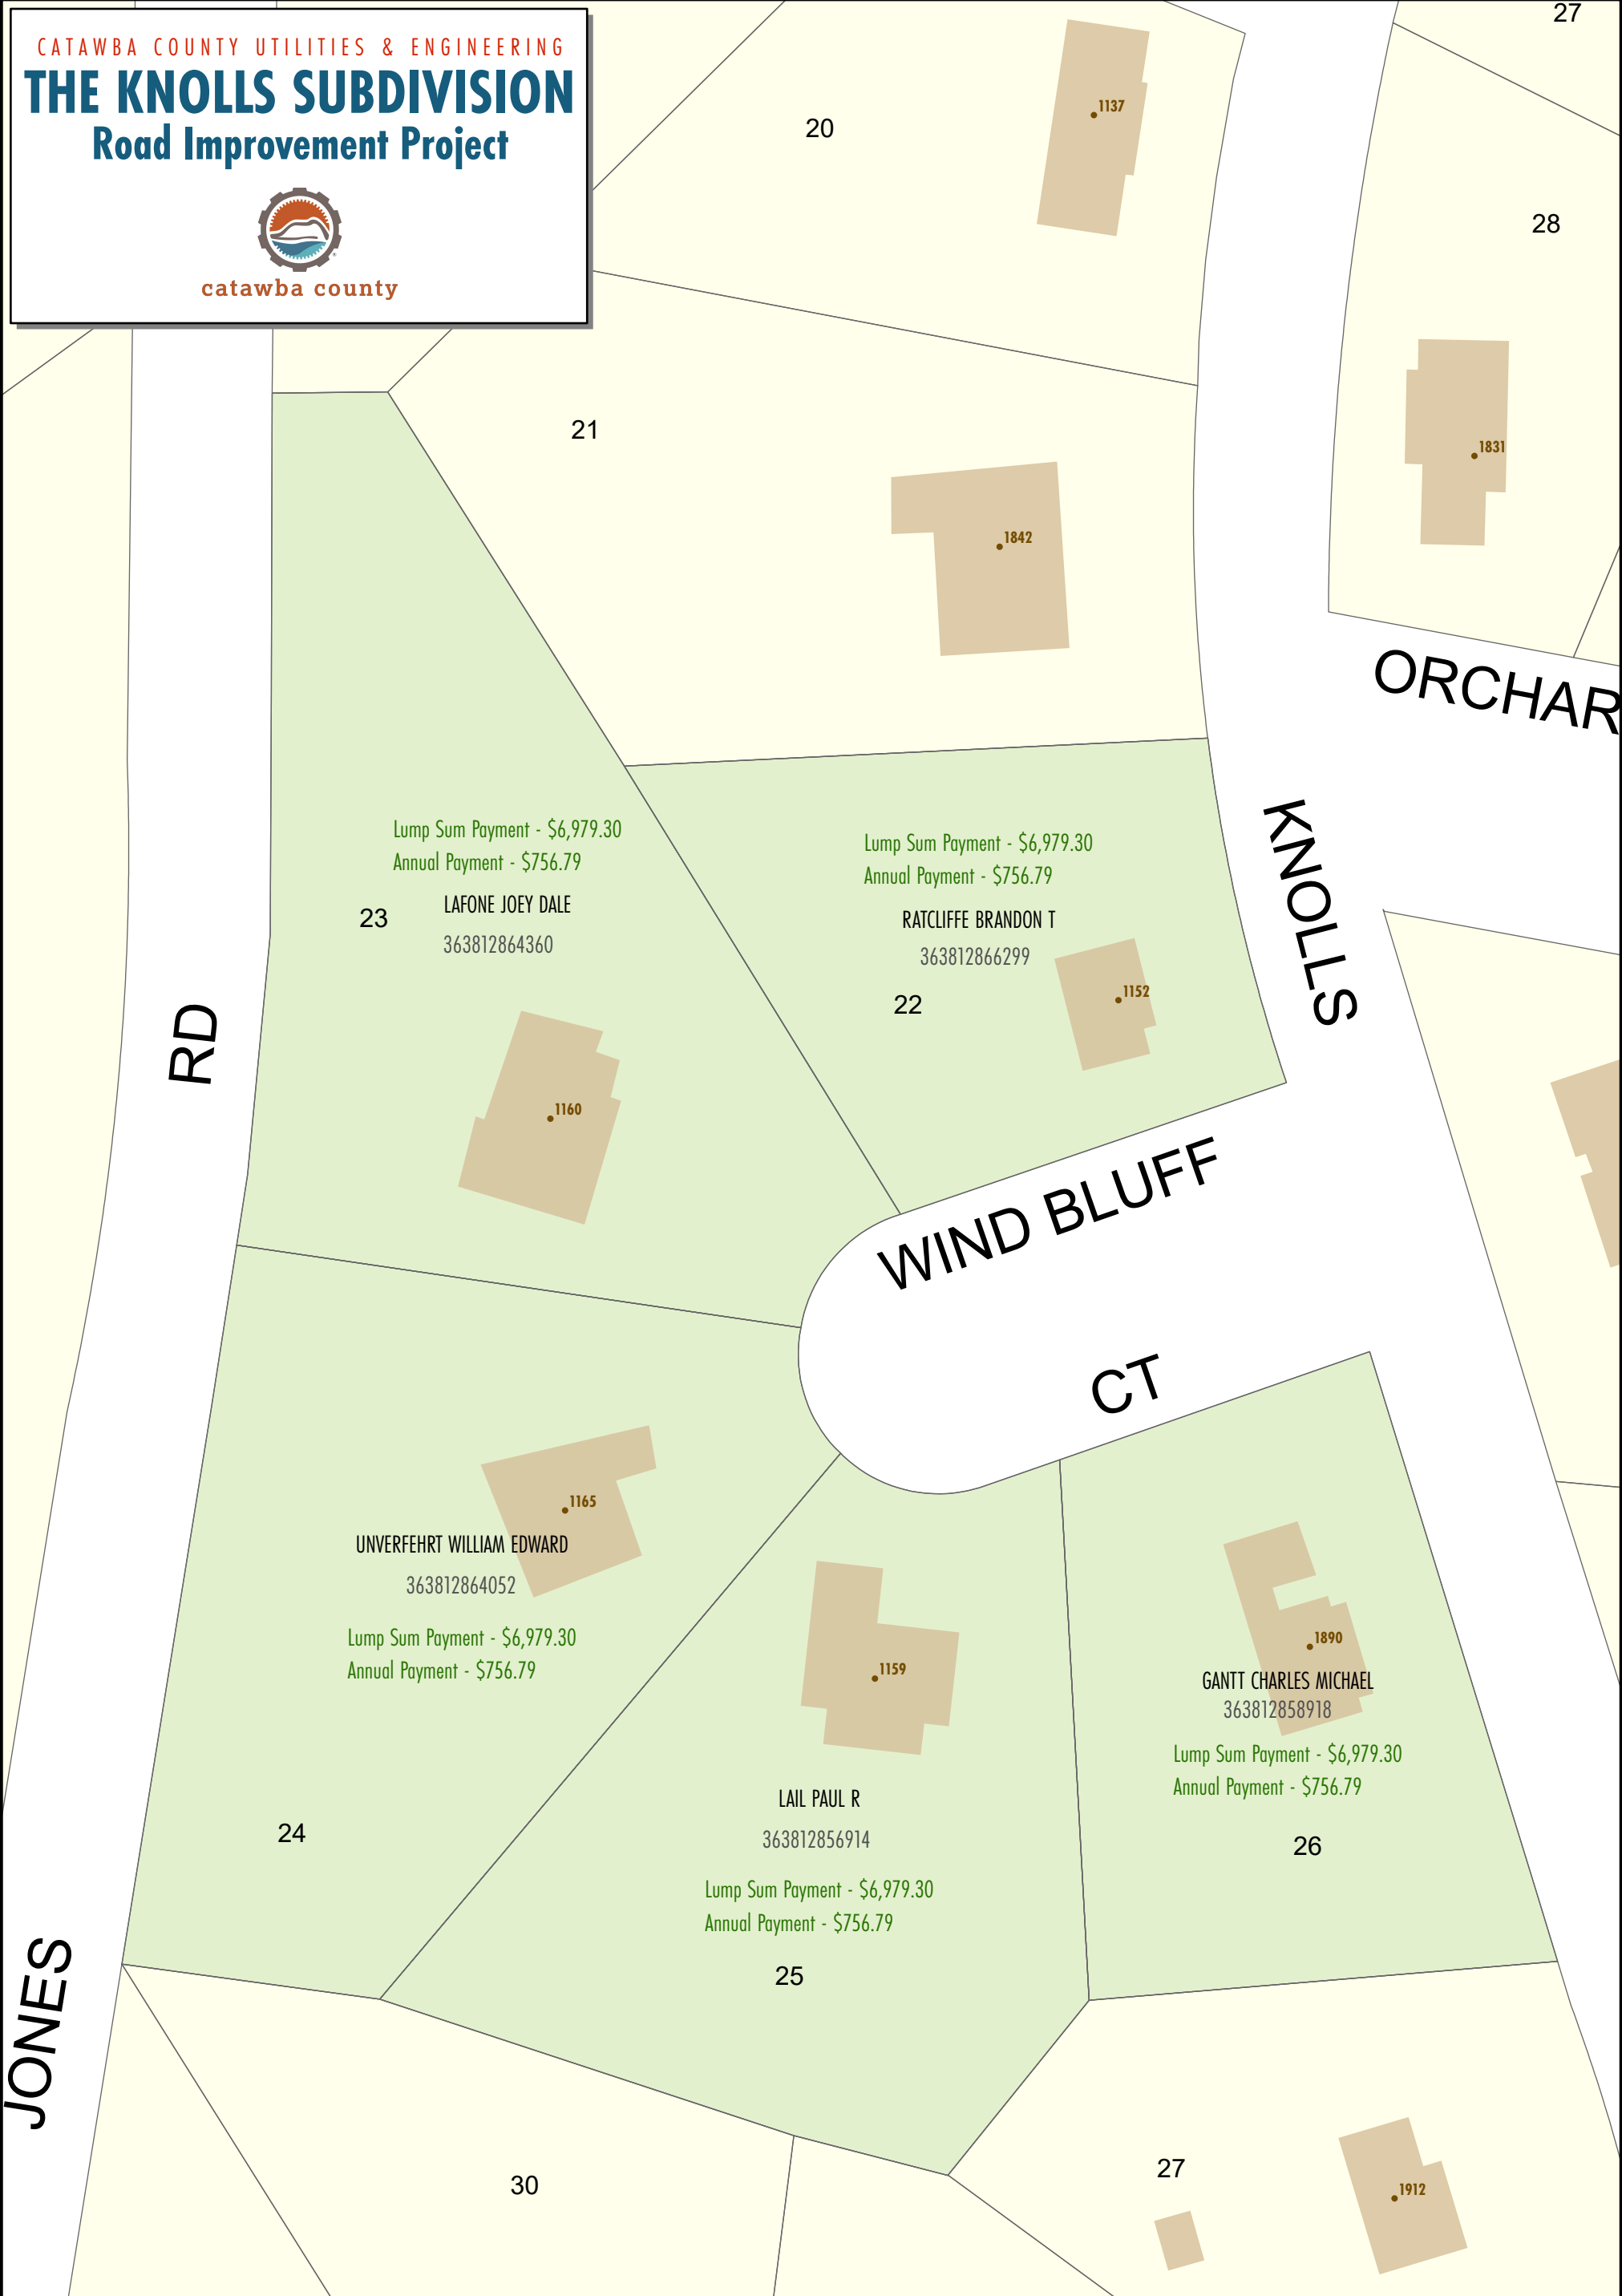 CATAWBA COUNTY UTILITIES & ENGINEERING
THE KNOLLS SUBDIVISION
Road Improvement Project
catawba county
27
20
1137
28
21
1831
1842
ORCHAR
KNOLLS
Lump Sum Payment - $6,979.30
Annual Payment - $756.79
23
LAFONE JOEY DALE
363812864360
Lump Sum Payment - $6,979.30
Annual Payment - $756.79
RATCLIFFE BRANDON T
363812866299
22
1152
RD
1160
WIND BLUFF
CT
1165
UNVERFEHRT WILLIAM EDWARD
363812864052
Lump Sum Payment - $6,979.30
Annual Payment - $756.79
24
1159
LAIL PAUL R
363812856914
Lump Sum Payment - $6,979.30
Annual Payment - $756.79
25
1890
GANTT CHARLES MICHAEL
363812858918
Lump Sum Payment - $6,979.30
Annual Payment - $756.79
26
JONES
30
27
1912